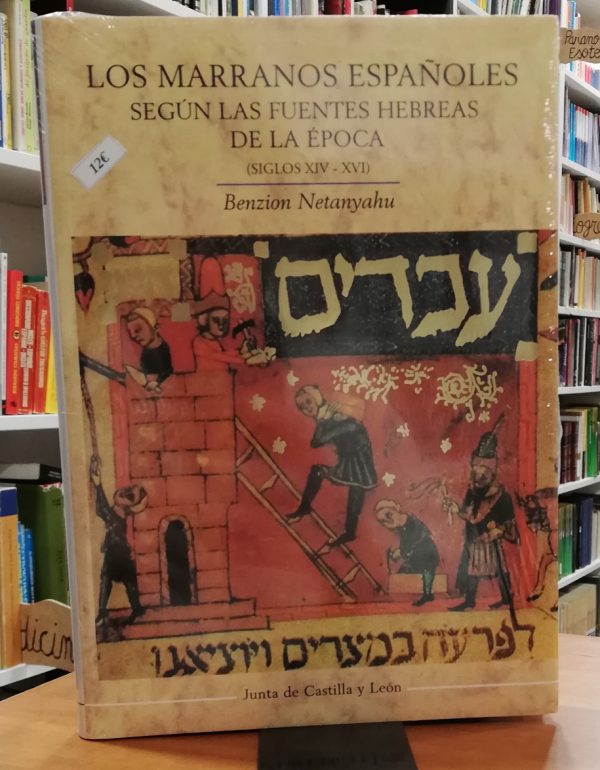 LOS MARRANOS ESPAÑOLES
SEGÚN LAS FUENTES HEBREAS
DE LA ÉPOCA
(SIGLOS XIV - XVI)
Benzion Netanyahu
12€
עבדים
לפרעה במצרים ויוציאנו
Junta de Castilla y León